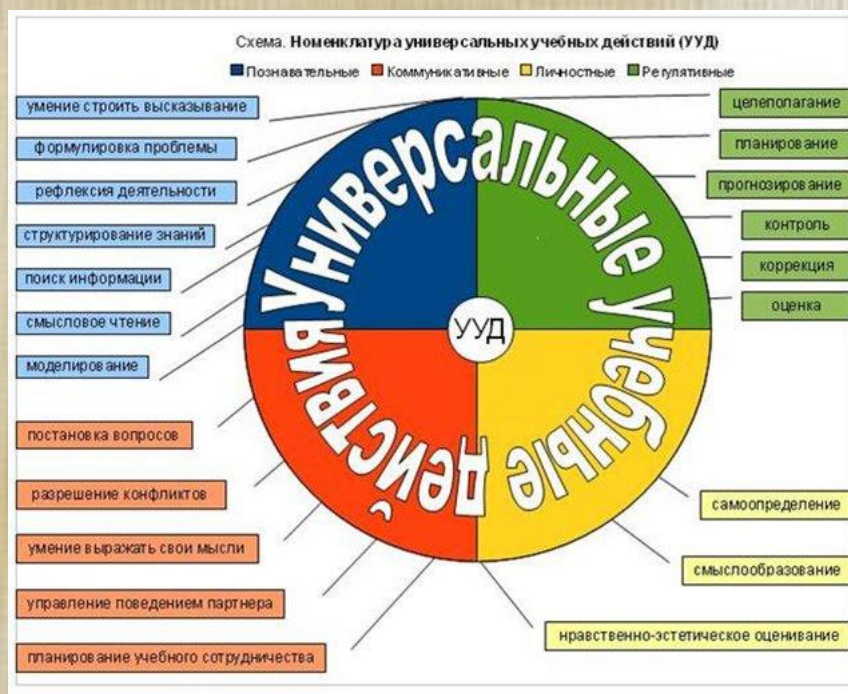 Схема. Номенклатура универсальных учебных действий (УУД)
Познавательные Коммуникативные Личностные Регулятивные
умение строить высказывание
формулировка проблемы
рефлексия деятельности
структурирование знаний
поиск информации
смысловое чтение
моделирование
постановка вопросов
разрешение конфликтов
умение выражать свои мысли
управление поведением партнера
планирование учебного сотрудничества
Универсальные учебные действия
УУД
целеполагание
планирование
прогнозирование
контроль
коррекция
оценка
самоопределение
смыслообразование
нравственно-эстетическое оценивание